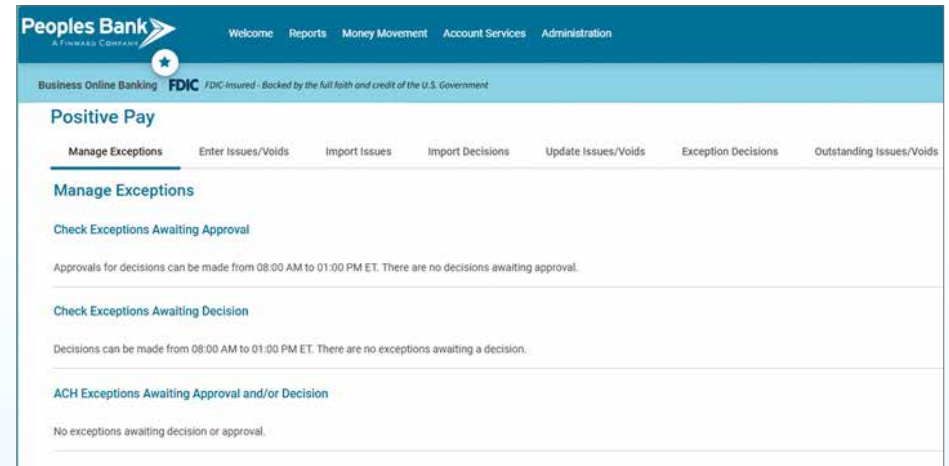 Peoples Bank
A FINWARD COMPANY
Welcome Reports Money Movement Account Services Administration
Business Online Banking FDIC FDIC-Insured - Backed by the full faith and credit of the U.S. Government
Positive Pay
Manage Exceptions Enter Issues/Voids Import Issues Import Decisions Update Issues/Voids Exception Decisions Outstanding Issues/Voids
Manage Exceptions
Check Exceptions Awaiting Approval
Approvals for decisions can be made from 08:00 AM to 01:00 PM ET. There are no decisions awaiting approval.
Check Exceptions Awaiting Decision
Decisions can be made from 08:00 AM to 01:00 PM ET. There are no exceptions awaiting a decision.
ACH Exceptions Awaiting Approval and/or Decision
No exceptions awaiting decision or approval.